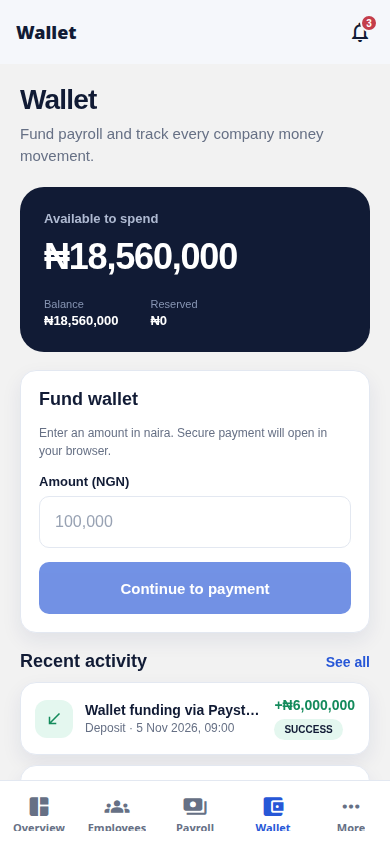 Wallet
3
Wallet
Fund payroll and track every company money
movement.
Available to spend
₦18,560,000
Balance
Reserved
₦18,560,000
₦0
Fund wallet
Enter an amount in naira. Secure payment will open in
your browser.
Amount (NGN)
100,000
Continue to payment
Recent activity
See all
Wallet funding via Payst...
+₦6,000,000
Deposit · 5 Nov 2026, 09:00
SUCCESS
Overview
Employees
Payroll
Wallet
More